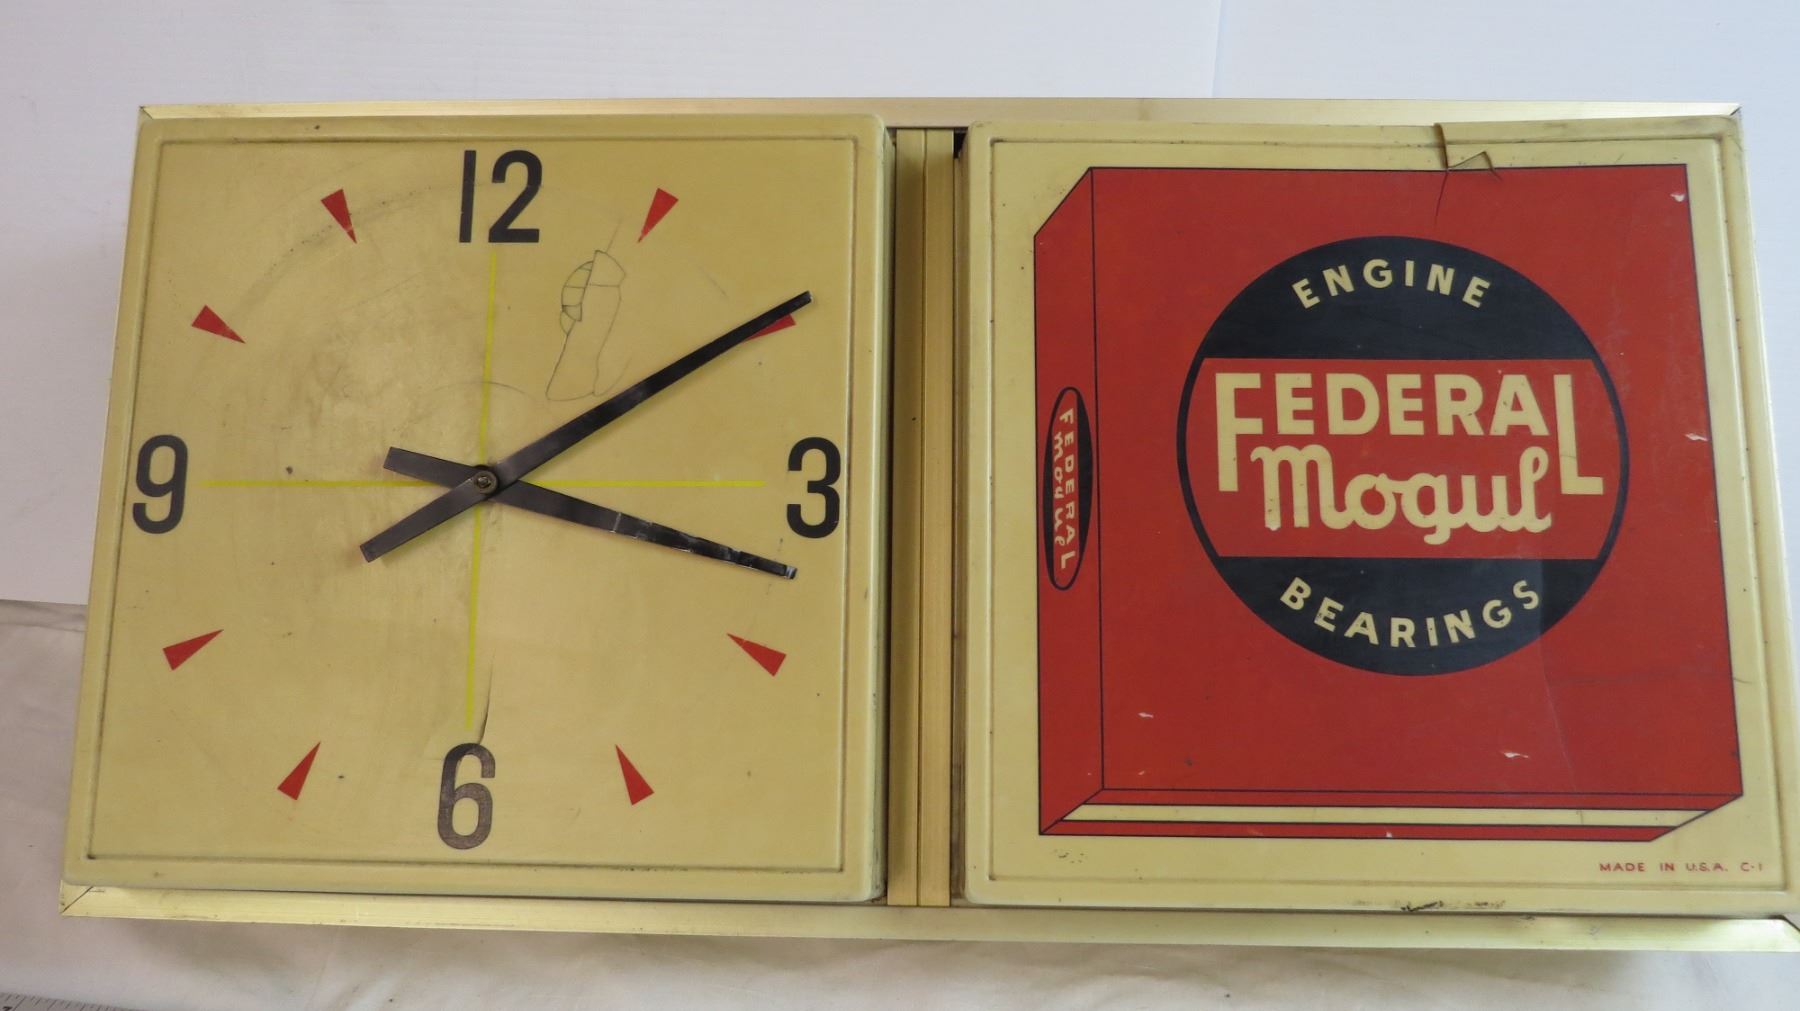 12
9
3
6
ENGINE
FEDERAL
Mogul
BEARINGS
FEDERAL
Mogul
MADE IN U.S.A. C-1